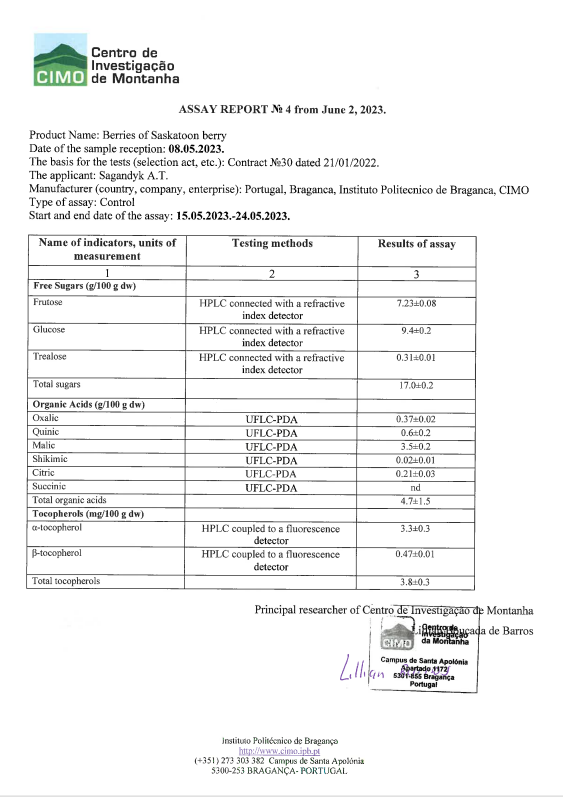 CIMO
Centro de
Investigação
de Montanha
ASSAY REPORT № 4 from June 2, 2023.
Product Name: Berries of Saskatoon berry
Date of the sample reception: 08.05.2023.
The basis for the tests (selection act, etc.): Contract №30 dated 21/01/2022.
The applicant: Sagandyk A.T.
Manufacturer (country, company, enterprise): Portugal, Braganca, Instituto Politecnico de Braganca, CIMO
Type of assay: Control
Start and end date of the assay: 15.05.2023.-24.05.2023.
Name of indicators, units of measurement Testing methods Results of assay
1 2 3
Free Sugars (g/100 g dw)
Frutose HPLC connected with a refractive index detector 7.23±0.08
Glucose HPLC connected with a refractive index detector 9.4±0.2
Trealose HPLC connected with a refractive index detector 0.31±0.01
Total sugars 17.0±0.2
Organic Acids (g/100 g dw)
Oxalic UFLC-PDA 0.37±0.02
Quinic UFLC-PDA 0.6±0.2
Malic UFLC-PDA 3.5±0.2
Shikimic UFLC-PDA 0.02±0.01
Citric UFLC-PDA 0.21±0.03
Succinic UFLC-PDA nd
Total organic acids 4.7±1.5
Tocopherols (mg/100 g dw)
α-tocopherol HPLC coupled to a fluorescence detector 3.3±0.3
β-tocopherol HPLC coupled to a fluorescence detector 0.47±0.01
Total tocopherols 3.8±0.3
Principal researcher of Centro de Investigação de Montanha
de Barros
Centro de
Investigação
da Montanha
Campus de Santa Apolónia
Apartado 1172
5301-855 Bragança
Portugal
Lillian
Instituto Politécnico de Bragança
http://www.cimo.ipb.pt
(+351) 273 303 382 Campus de Santa Apolónia
5300-253 BRAGANÇA- PORTUGAL